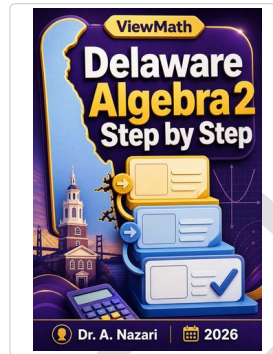 ViewMath
Delaware
Algebra 2
Step by Step
Dr. A. Nazari
2026